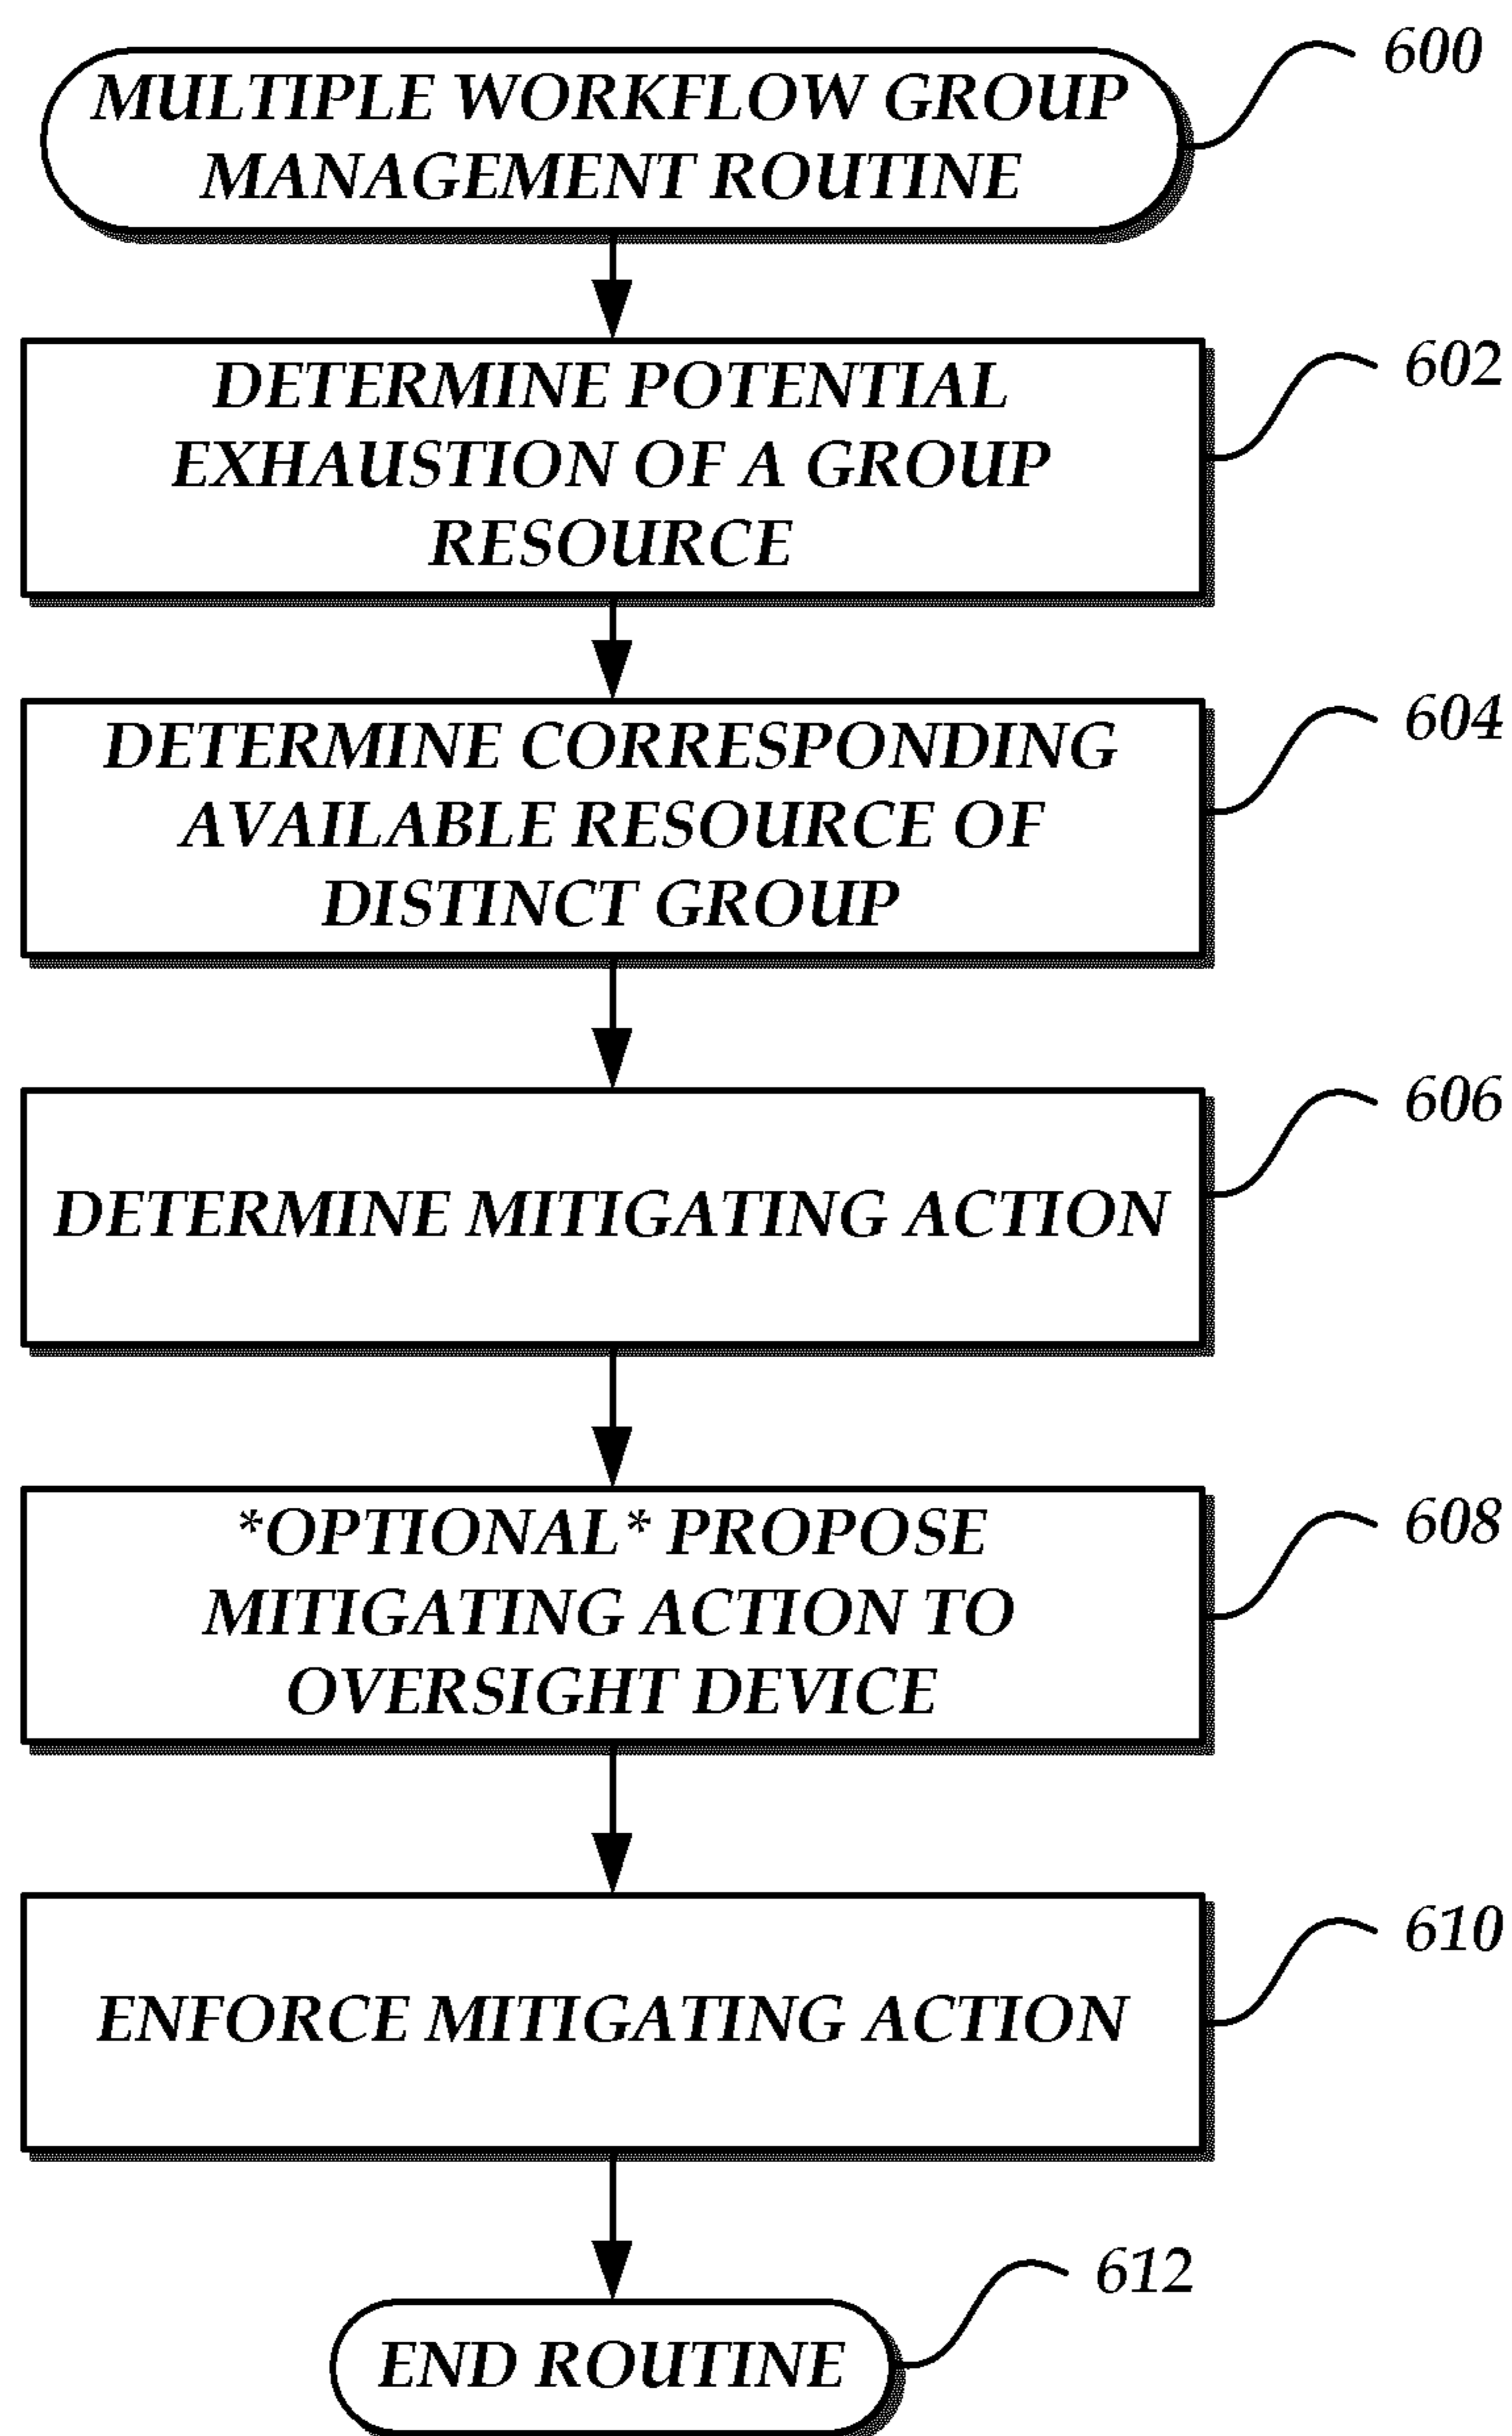 MULTIPLE WORKFLOW GROUP
MANAGEMENT ROUTINE
600
DETERMINE POTENTIAL
EXHAUSTION OF A GROUP
RESOURCE
602
DETERMINE CORRESPONDING
AVAILABLE RESOURCE OF
DISTINCT GROUP
604
DETERMINE MITIGATING ACTION
606
*OPTIONAL* PROPOSE
MITIGATING ACTION TO
OVERSIGHT DEVICE
608
ENFORCE MITIGATING ACTION
610
END ROUTINE
612